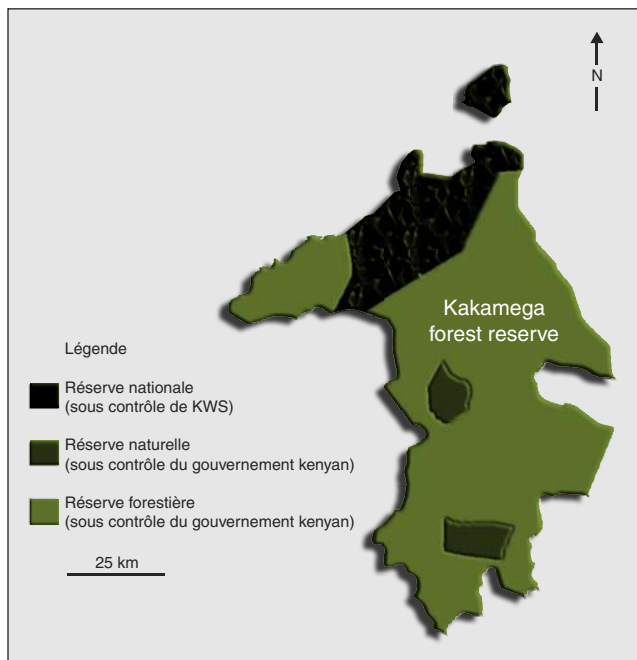 N
Kakamega
forest reserve
Légende
Réserve nationale
(sous contrôle de KWS)
Réserve naturelle
(sous contrôle du gouvernement kenyan)
Réserve forestière
(sous contrôle du gouvernement kenyan)
25 km